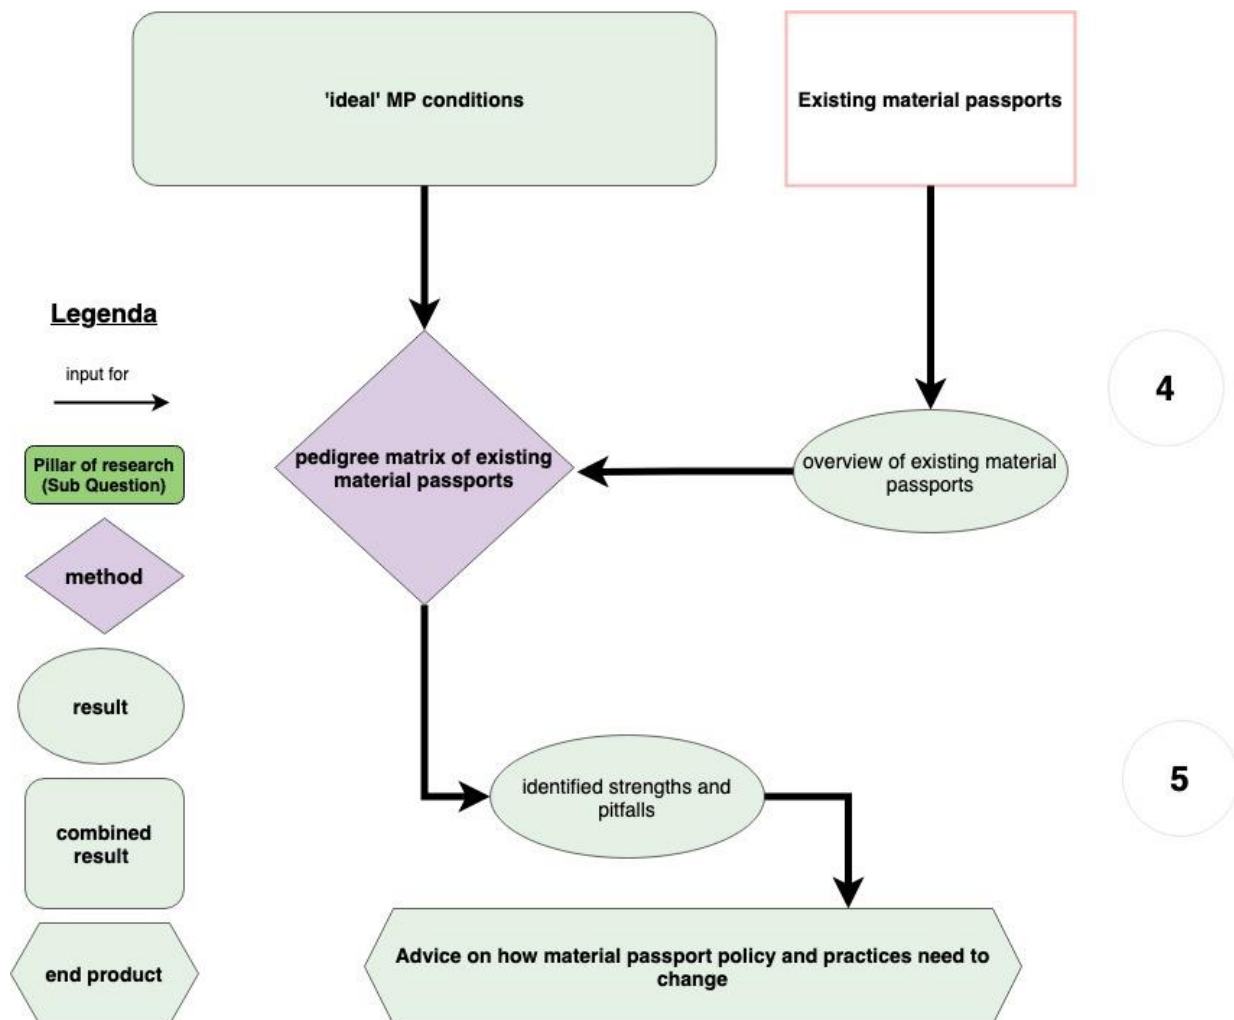 'ideal' MP conditions
Existing material passports
Legenda
input for
Pillar of research
(Sub Question)
method
result
combined
result
end product
pedigree matrix of existing
material passports
overview of existing material
passports
4
identified strengths and
pitfalls
5
Advice on how material passport policy and practices need to
change